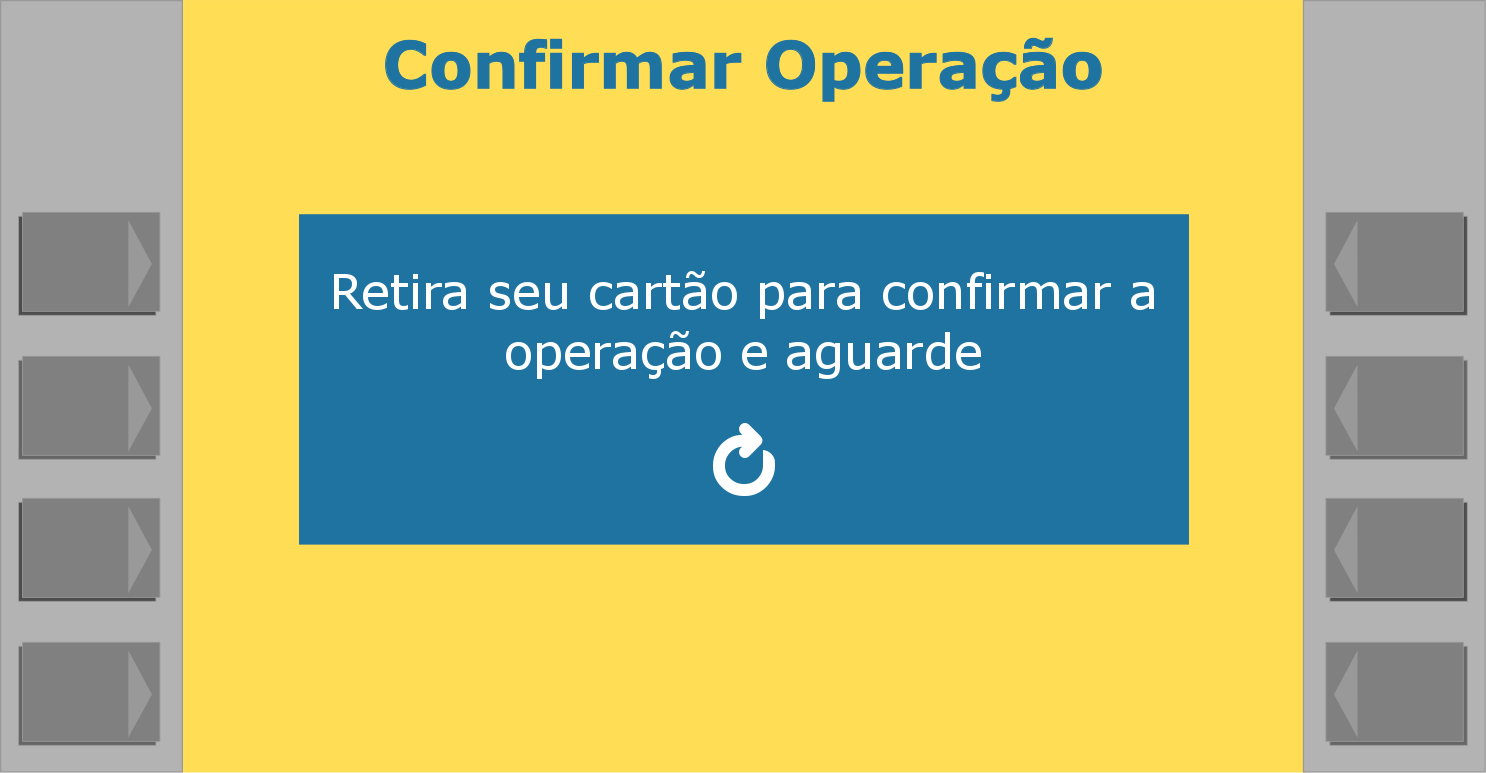 Confirmar Operação
Retira seu cartão para confirmar a
operação e aguarde